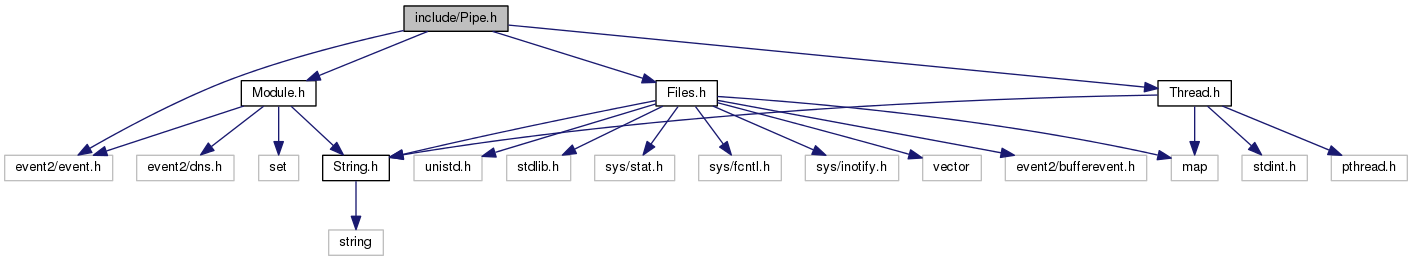 include/Pipe.h
Module.h
Files.h
Thread.h
event2/event.h
event2/dns.h
set
String.h
unistd.h
stdlib.h
sys/stat.h
sys/fcntl.h
sys/inotify.h
vector
event2/bufferevent.h
map
stdint.h
pthread.h
string